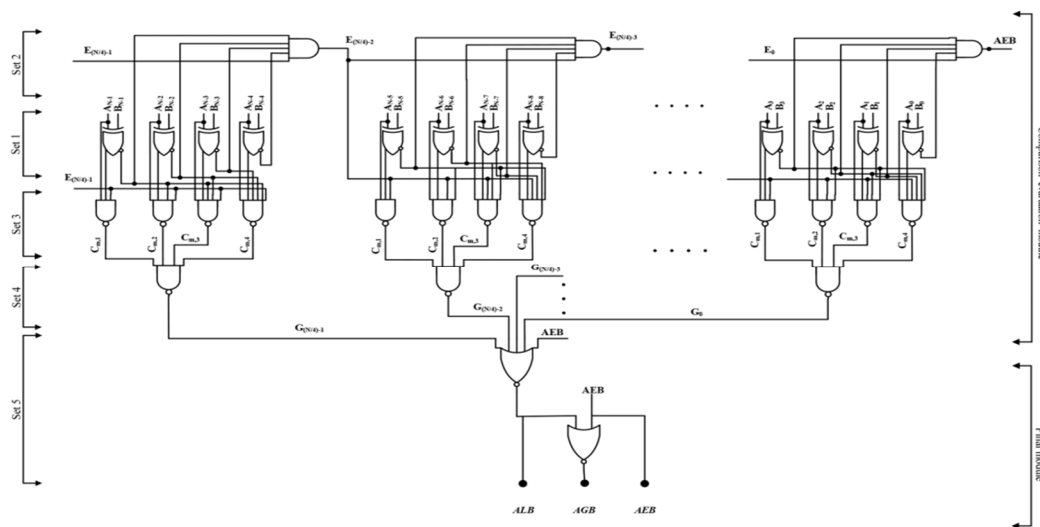 Set 2
Set 1
Set 3
Set 4
Set 5
E(N/4)-1
E(N/4)-2
E(N/4)-3
E0
AEB
AN-1 BN-1 AN-2 BN-2 AN-3 BN-3 AN-4 BN-4
AN-5 BN-5 AN-6 BN-6 AN-7 BN-7 AN-8 BN-8
A3 B3 A2 B2 A1 B1 A0 B0
E(N/4)-1
Cm,1 Cm,2 Cm,3 Cm,4
Cm,1 Cm,2 Cm,3 Cm,4
Cm,1 Cm,2 Cm,3 Cm,4
G(N/4)-3
G(N/4)-2
G0
G(N/4)-1
AEB
AEB
ALB AGB AEB
Final module